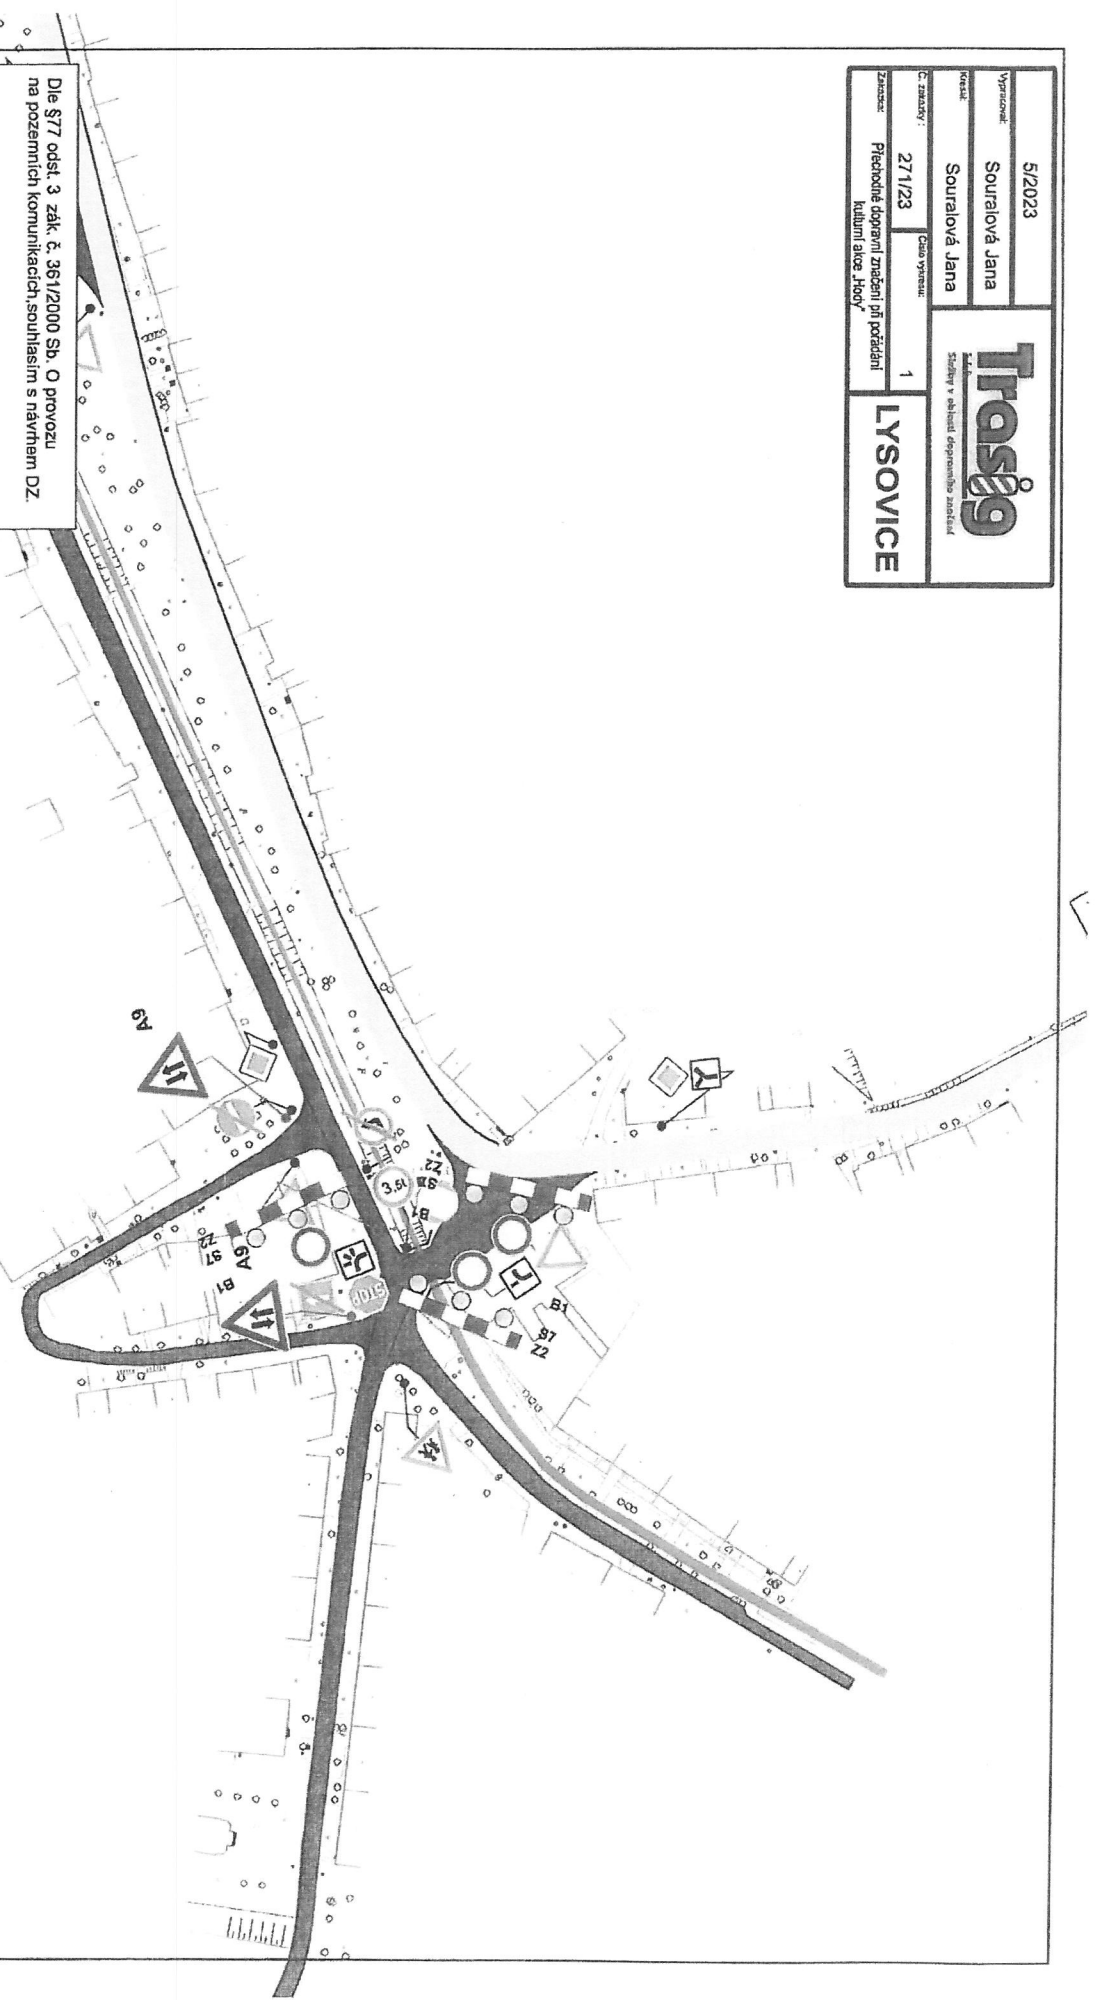 5/2023
Vypracoval: Souralová Jana
Kreslil: Souralová Jana
Č. zakázky : 271/23
Číslo výkresu: 1
Zakázka: Přechodné dopravní značení při pořádání
kulturní akce „Hody"
Trasig
Služby v oblasti dopravního značení
LYSOVICE
Dle §77 odst. 3 zák. č. 361/2000 Sb. O provozu
na pozemních komunikacích,souhlasím s návrhem DZ.
A9
Z2
3,5t
Z2
S7
A9
B1
STOP
B1
S7
Z2